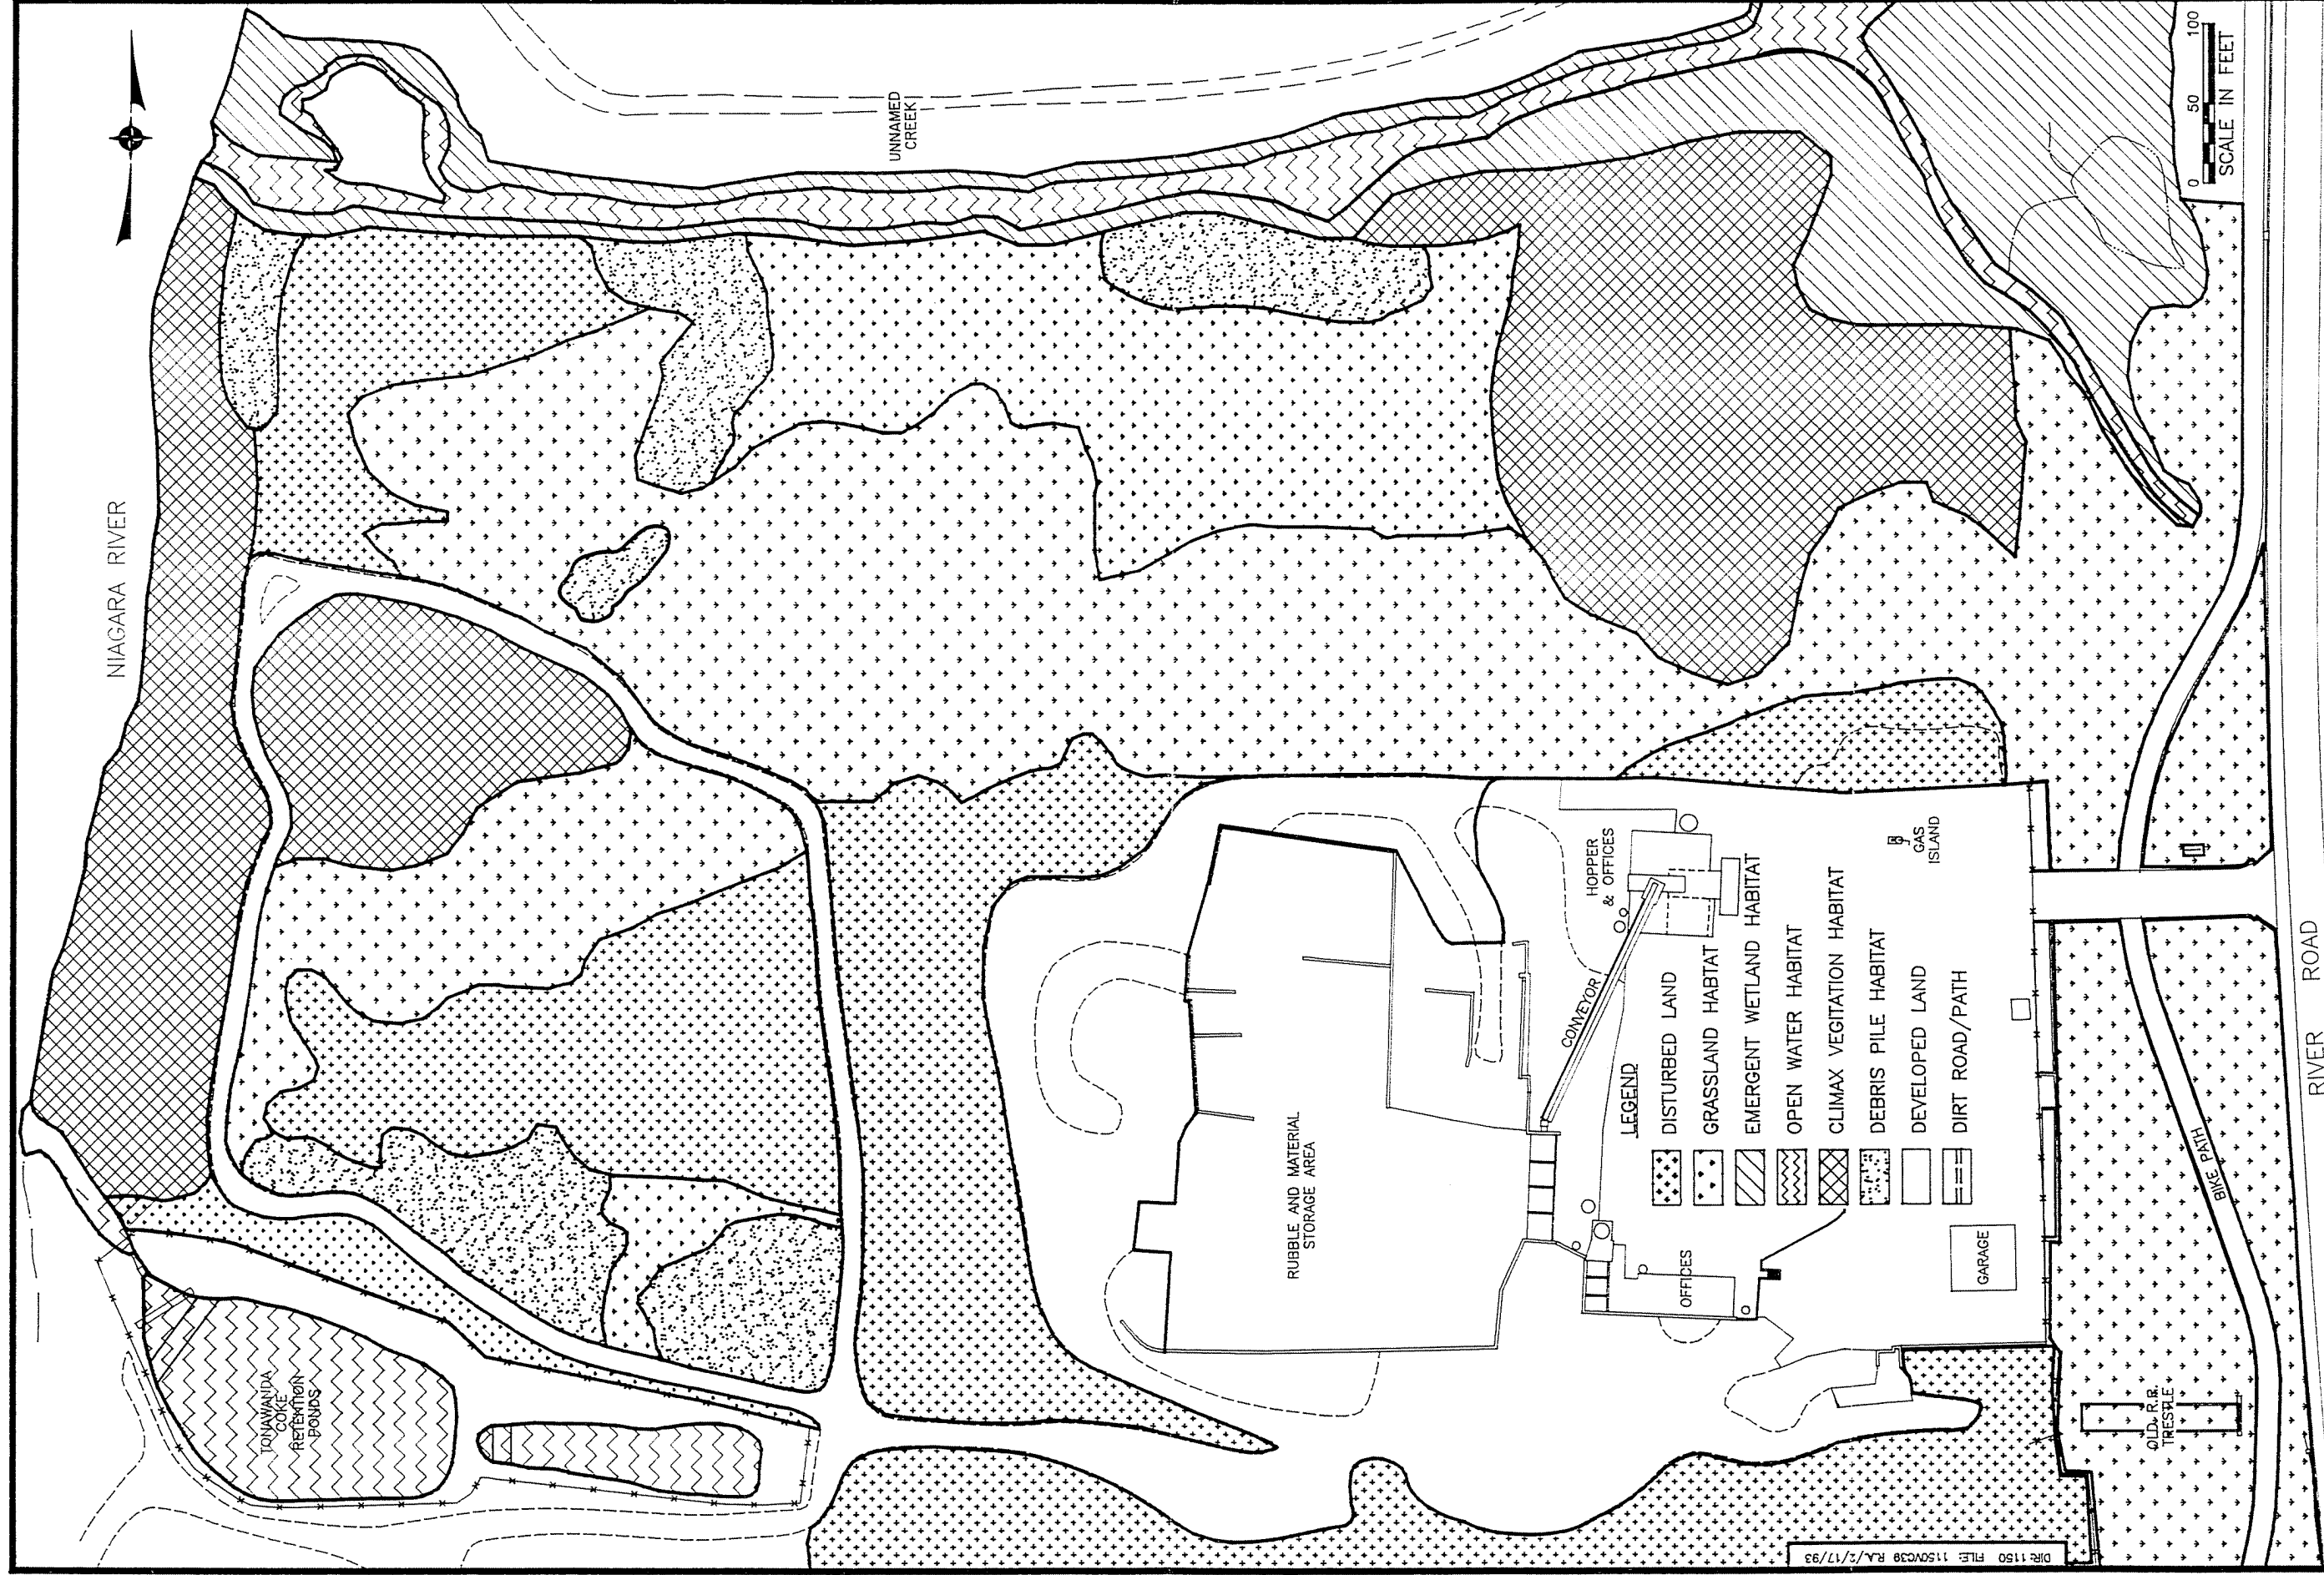 NIAGARA RIVER
UNNAMED
CREEK
0 50 100
SCALE IN FEET
TONAWANDA
COKE
RETENTION
PONDS
RUBBLE AND MATERIAL
STORAGE AREA
HOPPER
& OFFICES
CONVEYOR
GAS
ISLAND
OFFICES
GARAGE
LEGEND
DISTURBED LAND
GRASSLAND HABTAT
EMERGENT WETLAND HABITAT
OPEN WATER HABITAT
CLIMAX VEGITATION HABITAT
DEBRIS PILE HABITAT
DEVELOPED LAND
DIRT ROAD/PATH
BIKE PATH
OLD. R.R.
TRESTLE
RIVER ROAD
DIR: 1150 FILE: 1150VC39 R.A./2/17/93